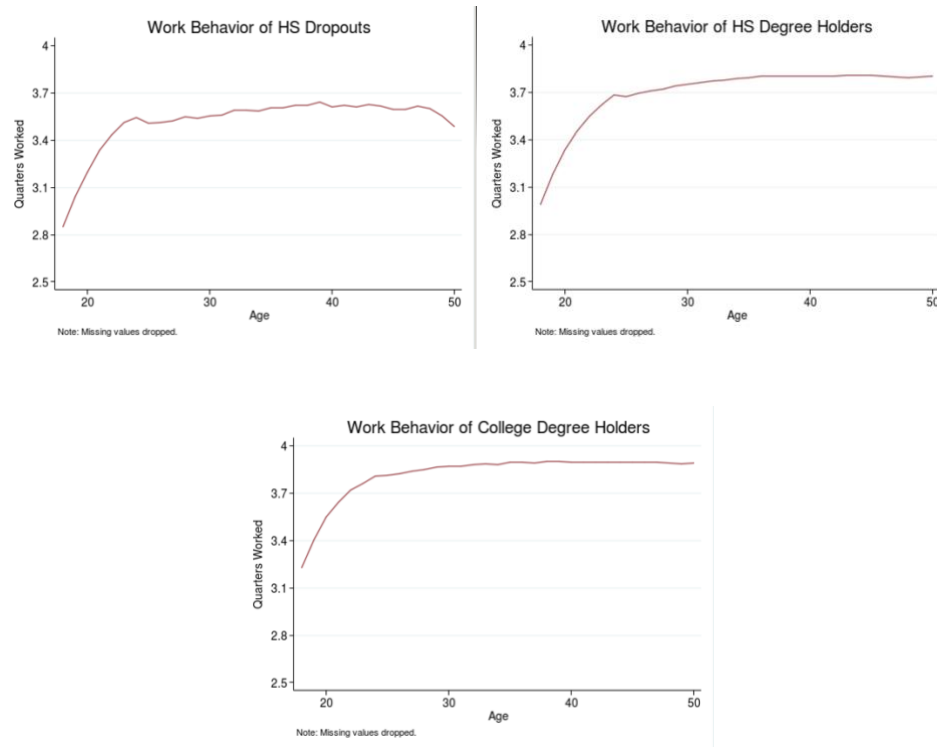 Work Behavior of HS Dropouts
4
3.7
3.4
3.1
2.8
2.5
Quarters Worked
20 30 40 50
Age
Note: Missing values dropped.
Work Behavior of HS Degree Holders
4
3.7
3.4
3.1
2.8
2.5
Quarters Worked
20 30 40 50
Age
Note: Missing values dropped.
Work Behavior of College Degree Holders
4
3.7
3.4
3.1
2.8
2.5
Quarters Worked
20 30 40 50
Age
Note: Missing values dropped.